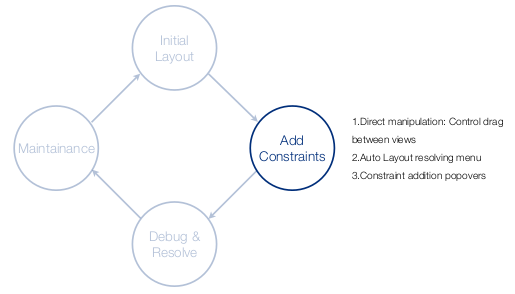 Initial
Layout
Maintainance
Add
Constraints
1.Direct manipulation: Control drag
between views
2.Auto Layout resolving menu
3.Constraint addition popovers
Debug &
Resolve